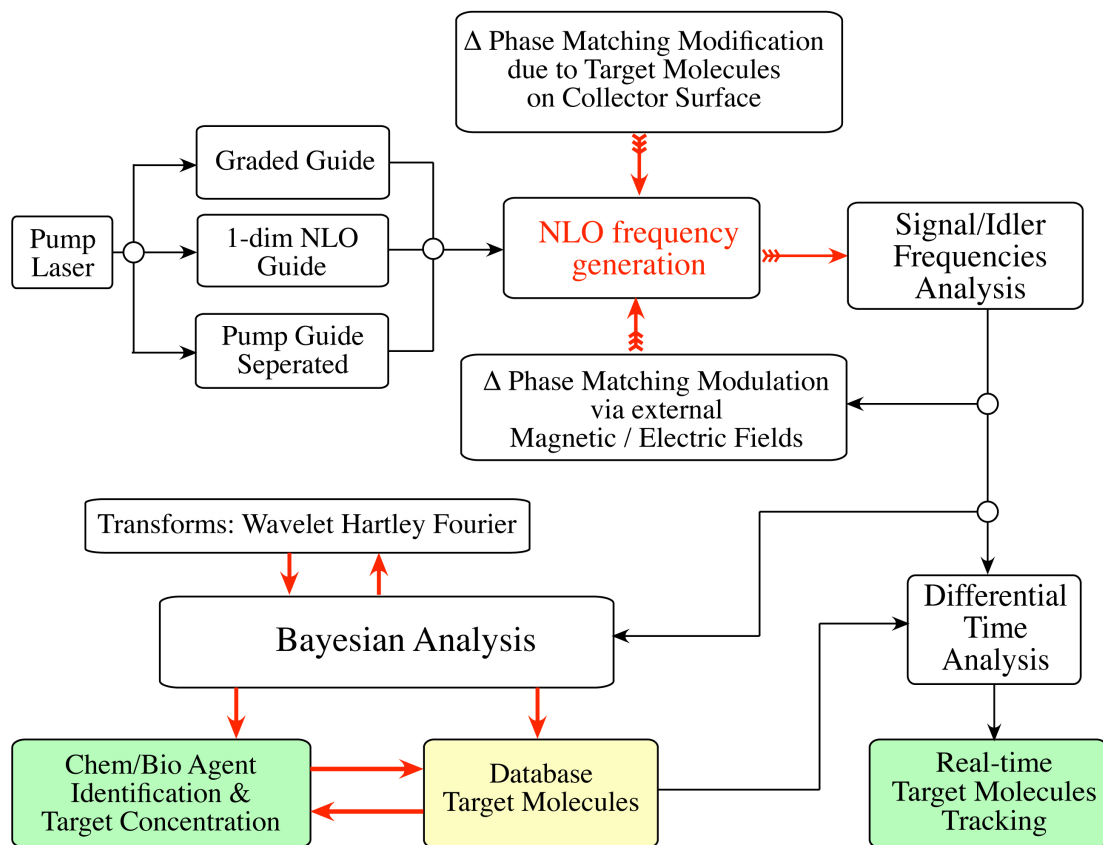 Δ Phase Matching Modification
due to Target Molecules
on Collector Surface
Graded Guide
Pump
Laser
1-dim NLO
Guide
Pump Guide
Seperated
NLO frequency
generation
Signal/Idler
Frequencies
Analysis
Δ Phase Matching Modulation
via external
Magnetic / Electric Fields
Transforms: Wavelet Hartley Fourier
Bayesian Analysis
Differential
Time
Analysis
Chem/Bio Agent
Identification &
Target Concentration
Database
Target Molecules
Real-time
Target Molecules
Tracking